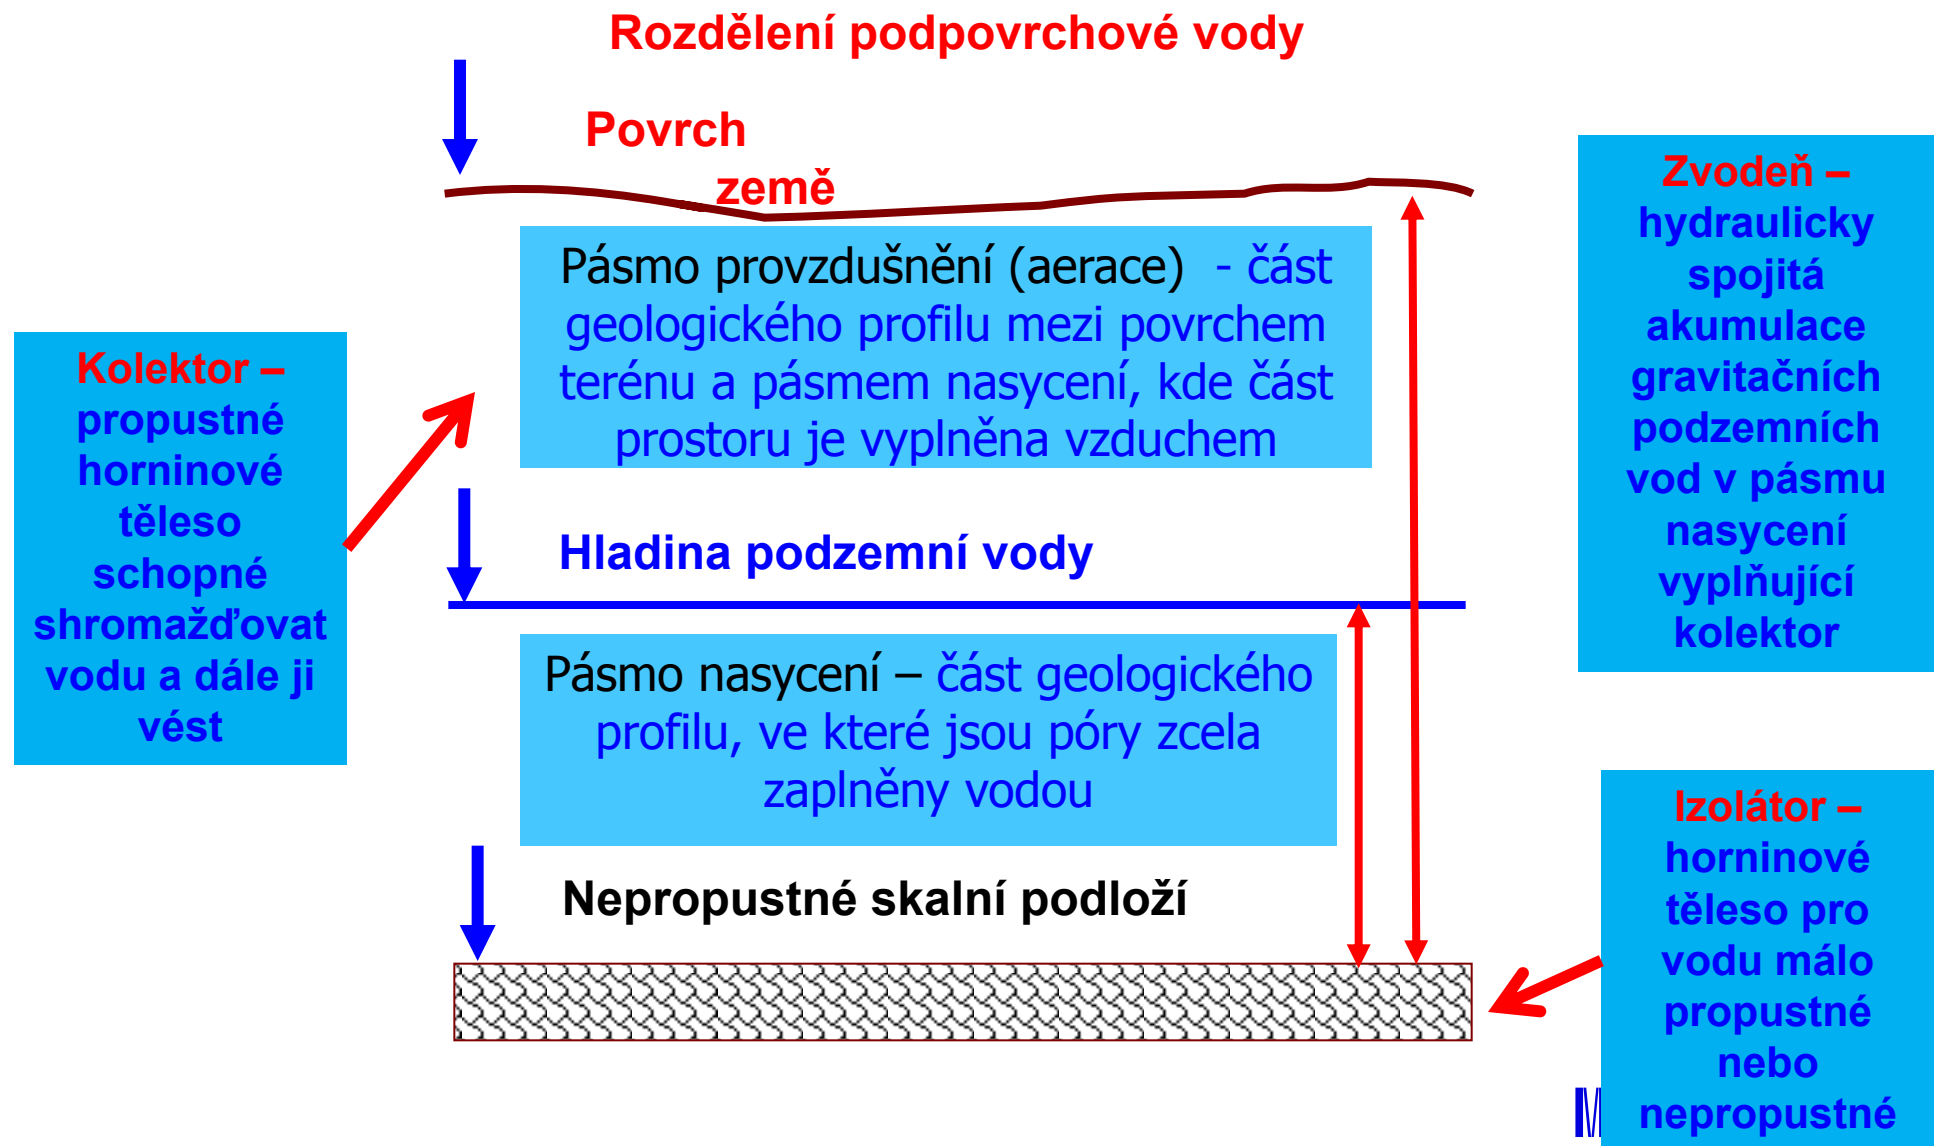 Rozdělení podpovrchové vody
Povrch
země
Pásmo provzdušnění (aerace) - část
geologického profilu mezi povrchem
terénu a pásmem nasycení, kde část
prostoru je vyplněna vzduchem
Kolektor –
propustné
horninové
těleso
schopné
shromažďovat
vodu a dále ji
vést
Hladina podzemní vody
Pásmo nasycení – část geologického
profilu, ve které jsou póry zcela
zaplněny vodou
Nepropustné skalní podloží
Zvodeň –
hydraulicky
spojitá
akumulace
gravitačních
podzemních
vod v pásmu
nasycení
vyplňující
kolektor
Izolátor –
horninové
těleso pro
vodu málo
propustné
nebo
nepropustné